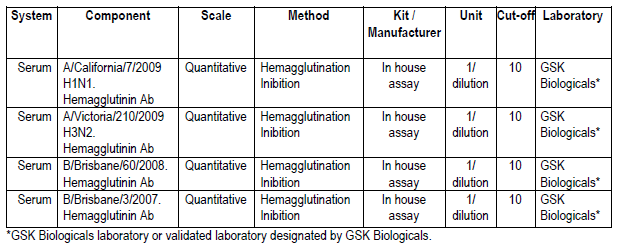 System Component Scale Method Kit / Manufacturer Unit Cut-off Laboratory
Serum A/California/7/2009 H1N1. Hemagglutinin Ab Quantitative Hemagglutination Inibition In house assay 1/ dilution 10 GSK Biologicals*
Serum A/Victoria/210/2009 H3N2. Hemagglutinin Ab Quantitative Hemagglutination Inibition In house assay 1/ dilution 10 GSK Biologicals*
Serum B/Brisbane/60/2008. Hemagglutinin Ab Quantitative Hemagglutination Inibition In house assay 1/ dilution 10 GSK Biologicals*
Serum B/Brisbane/3/2007. Hemagglutinin Ab Quantitative Hemagglutination Inibition In house assay 1/ dilution 10 GSK Biologicals*
*GSK Biologicals laboratory or validated laboratory designated by GSK Biologicals.